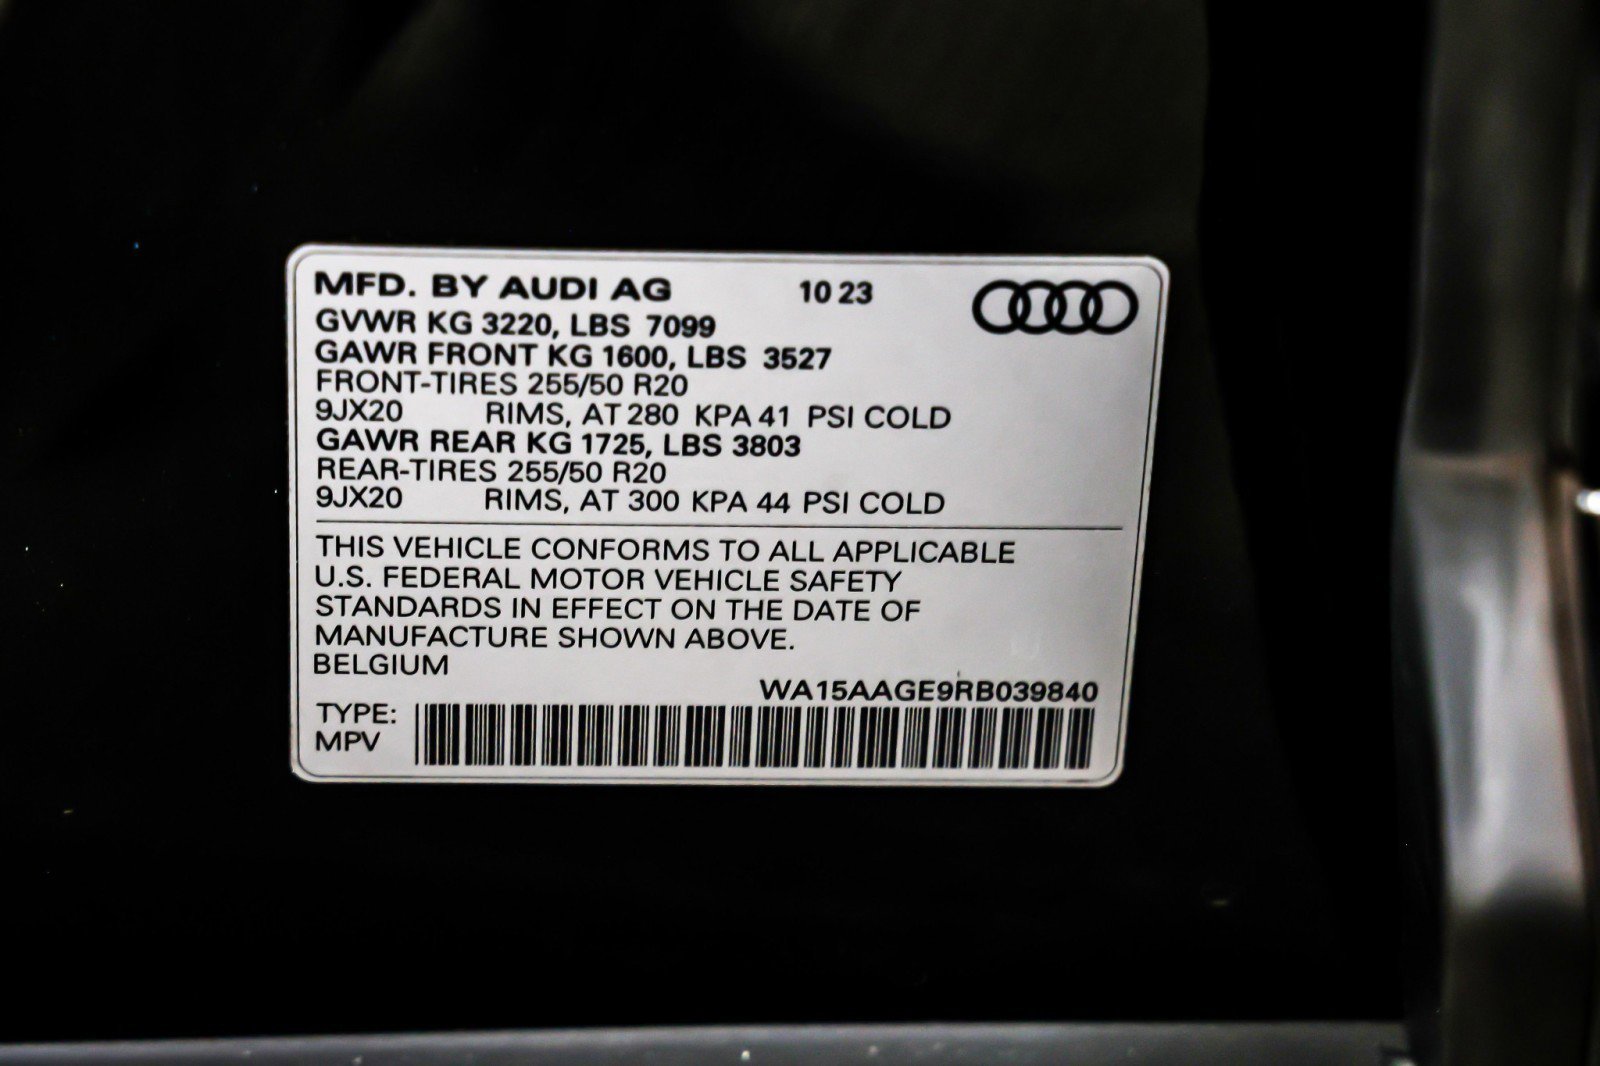 MFD. BY AUDI AG 10 23
GVWR KG 3220, LBS 7099
GAWR FRONT KG 1600, LBS 3527
FRONT-TIRES 255/50 R20
9JX20 RIMS, AT 280 KPA 41 PSI COLD
GAWR REAR KG 1725, LBS 3803
REAR-TIRES 255/50 R20
9JX20 RIMS, AT 300 KPA 44 PSI COLD
THIS VEHICLE CONFORMS TO ALL APPLICABLE
U.S. FEDERAL MOTOR VEHICLE SAFETY
STANDARDS IN EFFECT ON THE DATE OF
MANUFACTURE SHOWN ABOVE.
BELGIUM
WA15AAGE9RB039840
TYPE:
MPV